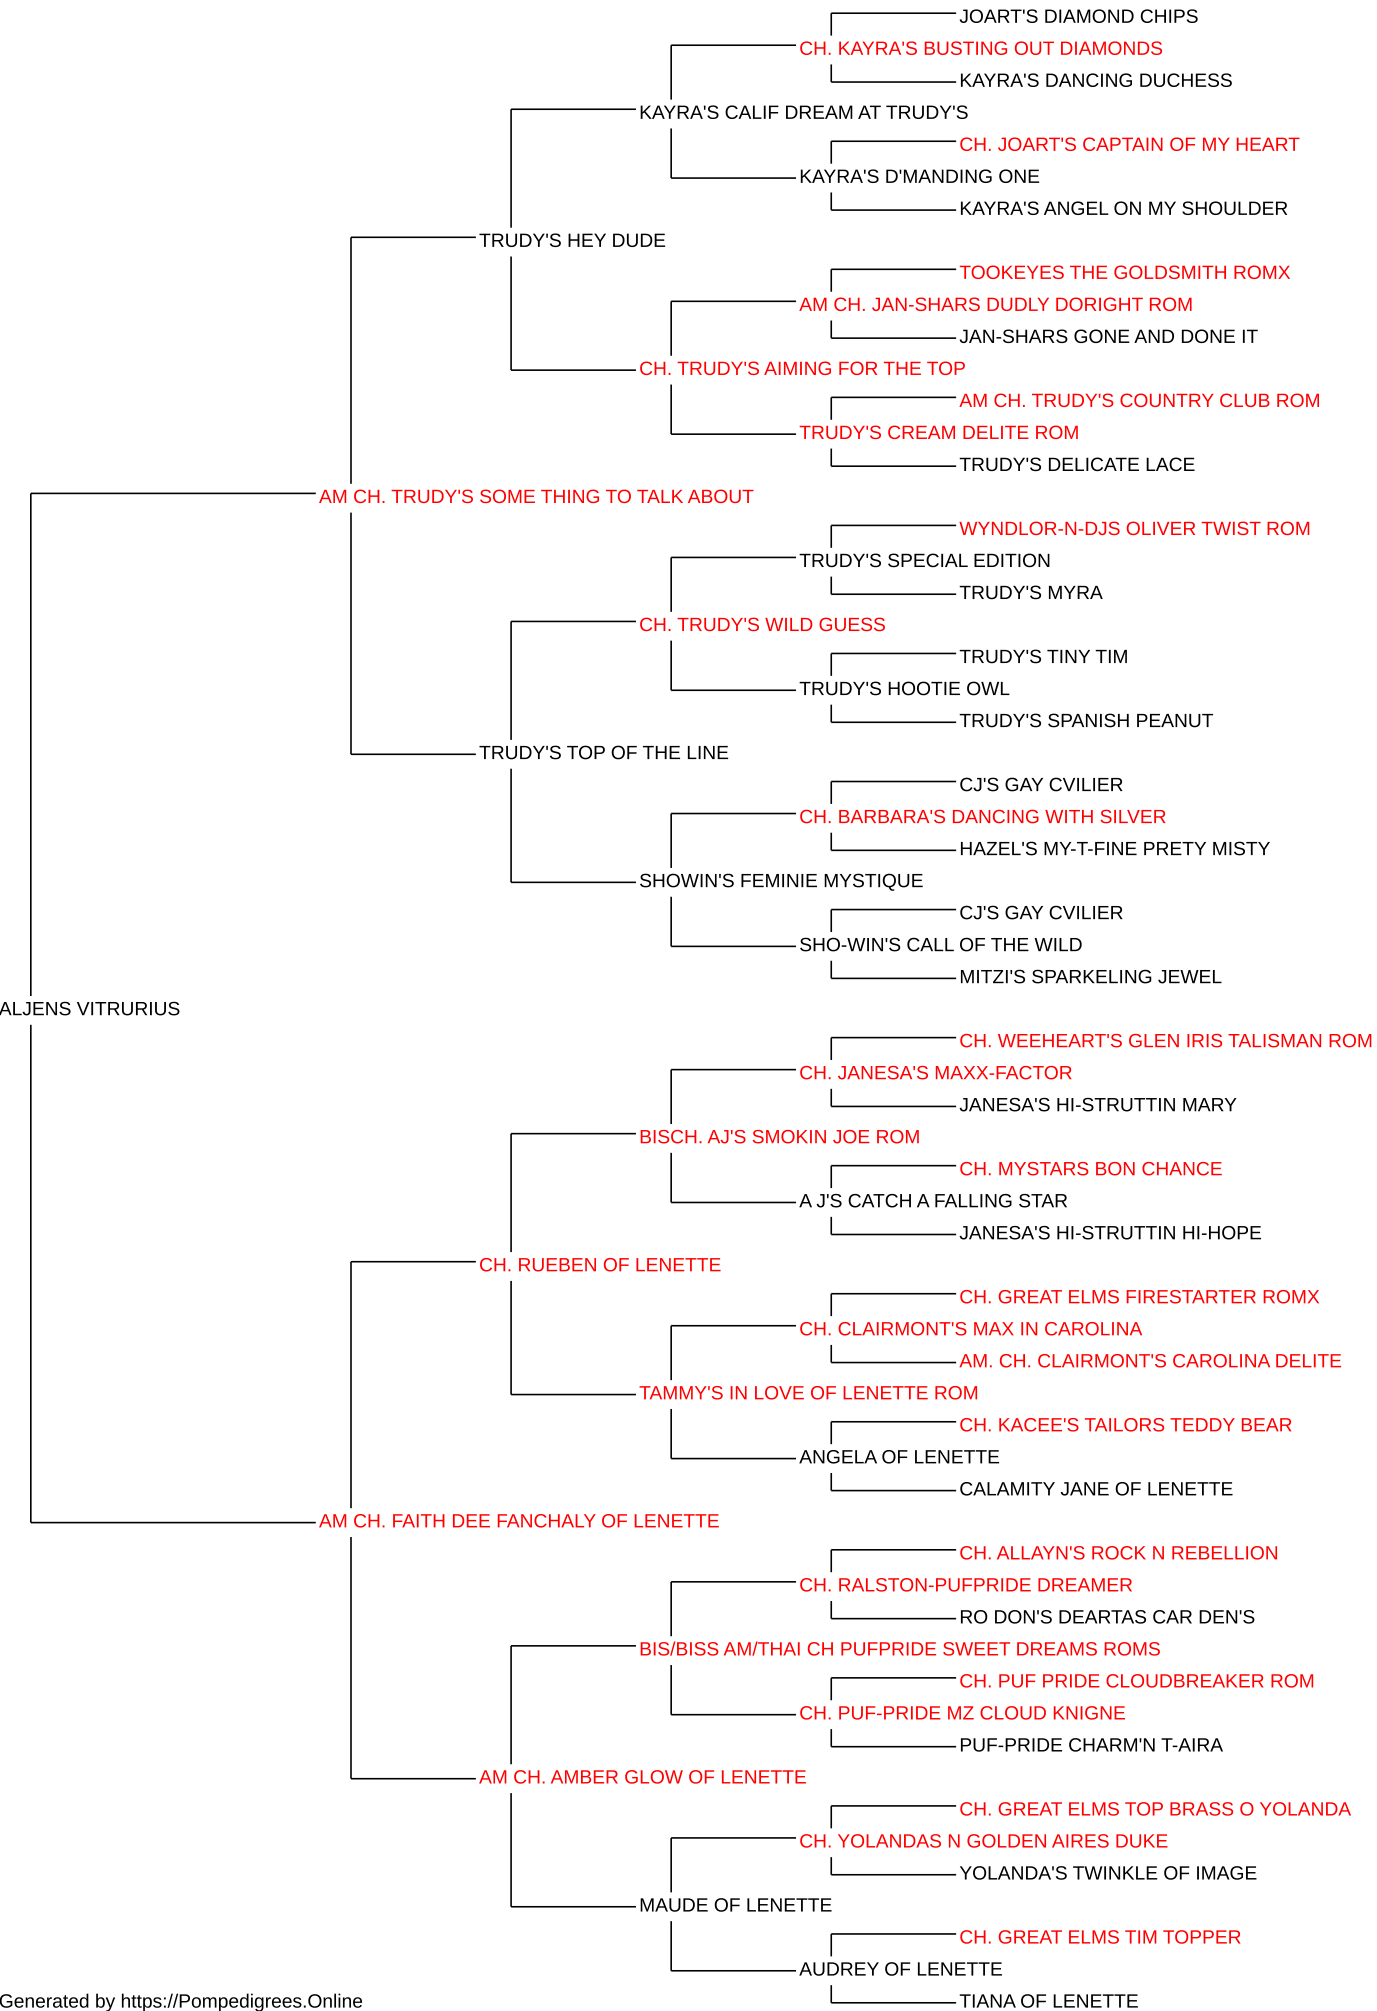 JOART'S DIAMOND CHIPS
CH. KAYRA'S BUSTING OUT DIAMONDS
KAYRA'S DANCING DUCHESS
KAYRA'S CALIF DREAM AT TRUDY'S
CH. JOART'S CAPTAIN OF MY HEART
KAYRA'S D'MANDING ONE
KAYRA'S ANGEL ON MY SHOULDER
TRUDY'S HEY DUDE
TOOKEYES THE GOLDSMITH ROMX
AM CH. JAN-SHARS DUDLY DORIGHT ROM
JAN-SHARS GONE AND DONE IT
CH. TRUDY'S AIMING FOR THE TOP
AM CH. TRUDY'S COUNTRY CLUB ROM
TRUDY'S CREAM DELITE ROM
TRUDY'S DELICATE LACE
AM CH. TRUDY'S SOME THING TO TALK ABOUT
WYNDLOR-N-DJS OLIVER TWIST ROM
TRUDY'S SPECIAL EDITION
TRUDY'S MYRA
CH. TRUDY'S WILD GUESS
TRUDY'S TINY TIM
TRUDY'S HOOTIE OWL
TRUDY'S SPANISH PEANUT
TRUDY'S TOP OF THE LINE
CJ'S GAY CVILIER
CH. BARBARA'S DANCING WITH SILVER
HAZEL'S MY-T-FINE PRETY MISTY
SHOWIN'S FEMINIE MYSTIQUE
CJ'S GAY CVILIER
SHO-WIN'S CALL OF THE WILD
MITZI'S SPARKELING JEWEL
ALJENS VITRURIUS
CH. WEEHEART'S GLEN IRIS TALISMAN ROM
CH. JANESA'S MAXX-FACTOR
JANESA'S HI-STRUTTIN MARY
BISCH. AJ'S SMOKIN JOE ROM
CH. MYSTARS BON CHANCE
A J'S CATCH A FALLING STAR
JANESA'S HI-STRUTTIN HI-HOPE
CH. RUEBEN OF LENETTE
CH. GREAT ELMS FIRESTARTER ROMX
CH. CLAIRMONT'S MAX IN CAROLINA
AM. CH. CLAIRMONT'S CAROLINA DELITE
TAMMY'S IN LOVE OF LENETTE ROM
CH. KACEE'S TAILORS TEDDY BEAR
ANGELA OF LENETTE
CALAMITY JANE OF LENETTE
AM CH. FAITH DEE FANCHALY OF LENETTE
CH. ALLAYN'S ROCK N REBELLION
CH. RALSTON-PUFPRIDE DREAMER
RO DON'S DEARTAS CAR DEN'S
BIS/BISS AM/THAI CH PUFPRIDE SWEET DREAMS ROMS
CH. PUF PRIDE CLOUDBREAKER ROM
CH. PUF-PRIDE MZ CLOUD KNIGNE
PUF-PRIDE CHARM'N T-AIRA
AM CH. AMBER GLOW OF LENETTE
CH. GREAT ELMS TOP BRASS O YOLANDA
CH. YOLANDAS N GOLDEN AIRES DUKE
YOLANDA'S TWINKLE OF IMAGE
MAUDE OF LENETTE
CH. GREAT ELMS TIM TOPPER
AUDREY OF LENETTE
TIANA OF LENETTE
Generated by https://Pompedigrees.Online